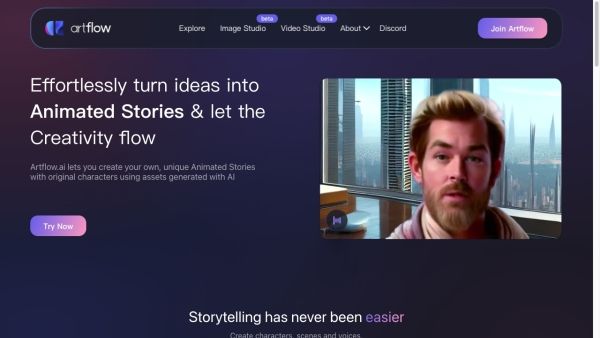 artflow
Explore
Image Studio
beta
Video Studio
beta
About
Discord
Join Artflow
Effortlessly turn ideas into
Animated Stories & let the
Creativity flow
Artflow.ai lets you create your own, unique Animated Stories
with original characters using assets generated with AI
Try Now
Storytelling has never been easier
Create characters, scenes and voices